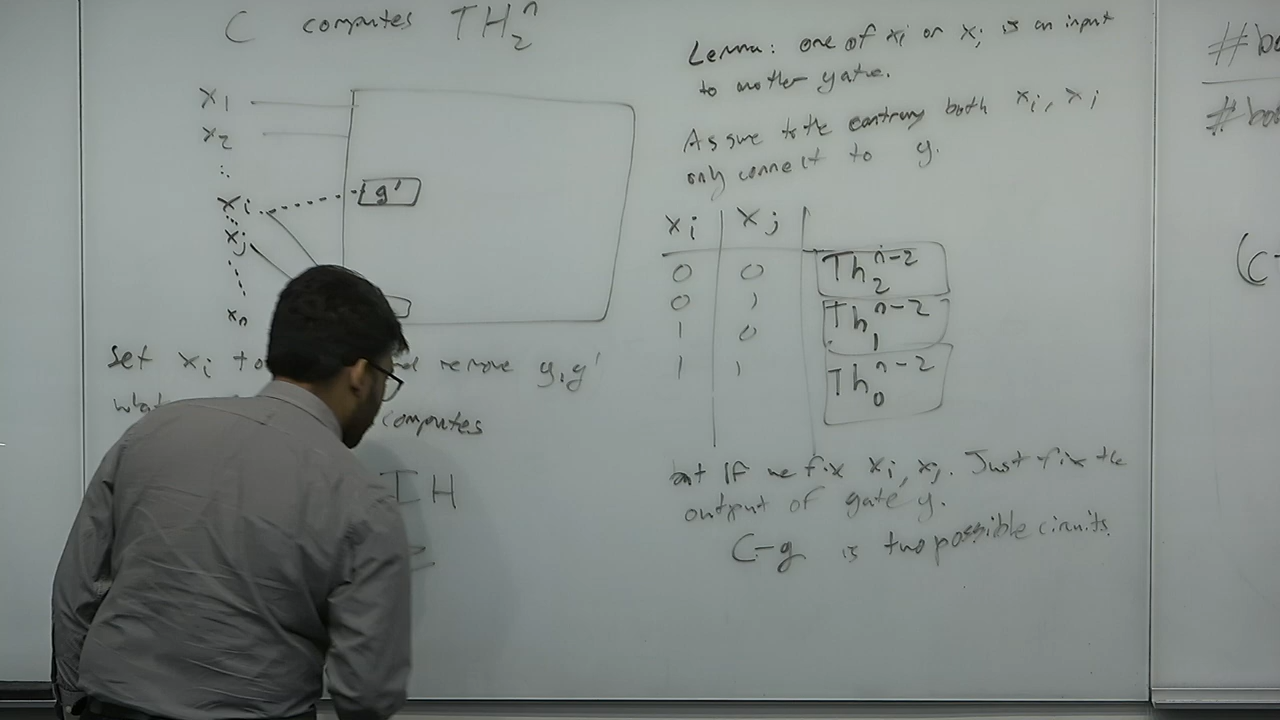 C computes TH₂ⁿ
x₁
x₂
⋮
xᵢ
xⱼ
xₙ
g'
Set xᵢ to
remove g,g'
computes
TH
Lemma: one of xᵢ or xⱼ is an input
to another gate.
Assume to the contrary both xᵢ, xⱼ
only connect to g.
xᵢ | xⱼ |
0 | 0 | Th₂ⁿ⁻²
0 | 1 | Th₁ⁿ⁻²
1 | 0
1 | 1 | Th₀ⁿ⁻²
but if we fix xᵢ, xⱼ. Just fix the
output of gate g.
C-g is two possible circuits.
#bo
#bo
(C-